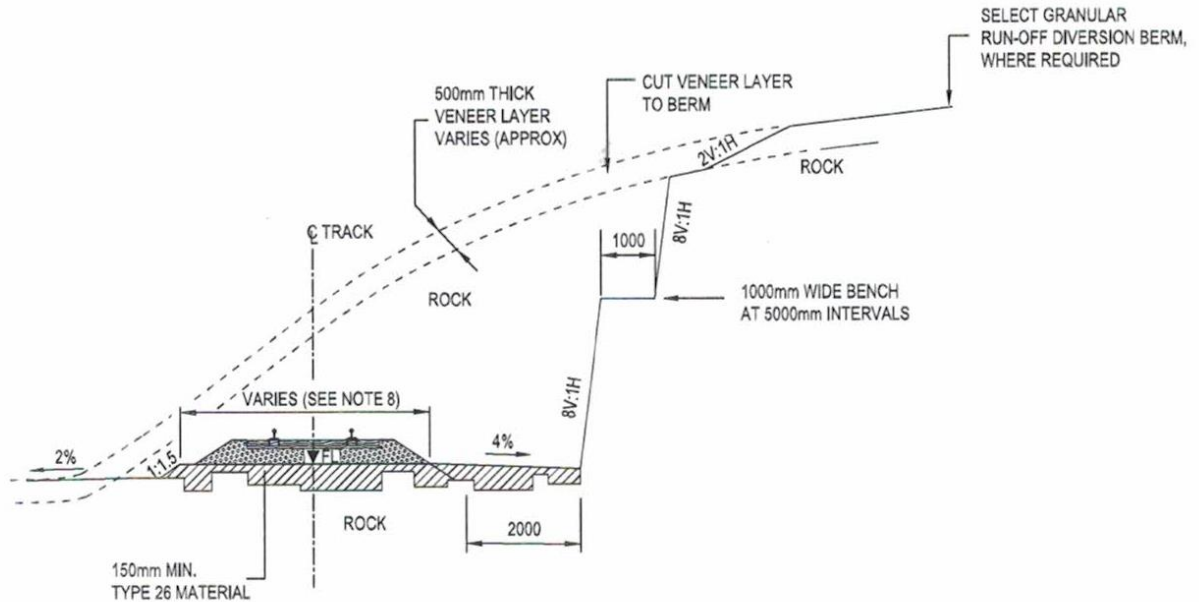 SELECT GRANULAR
RUN-OFF DIVERSION BERM,
WHERE REQUIRED
CUT VENEER LAYER
TO BERM
500mm THICK
VENEER LAYER
VARIES (APPROX)
2V:1H
ROCK
℄ TRACK
8V:1H
1000
ROCK
1000mm WIDE BENCH
AT 5000mm INTERVALS
8V:1H
VARIES (SEE NOTE 8)
2%
1:1.5
FL
4%
ROCK
2000
150mm MIN.
TYPE 26 MATERIAL